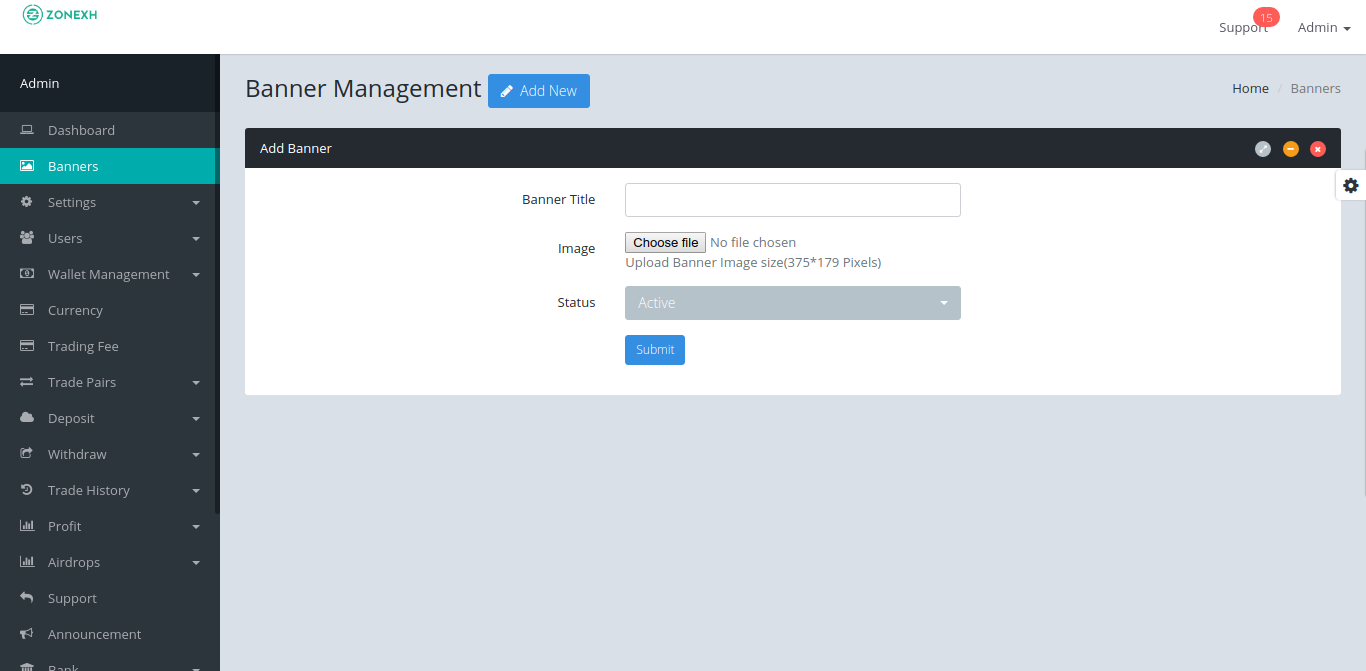 ZONEXH
Support
15
Admin
Admin
Dashboard
Banners
Settings
Users
Wallet Management
Currency
Trading Fee
Trade Pairs
Deposit
Withdraw
Trade History
Profit
Airdrops
Support
Announcement
Bank
Banner Management
Add New
Home / Banners
Add Banner
Banner Title
Image
Choose file No file chosen
Upload Banner Image size(375*179 Pixels)
Status
Active
Submit